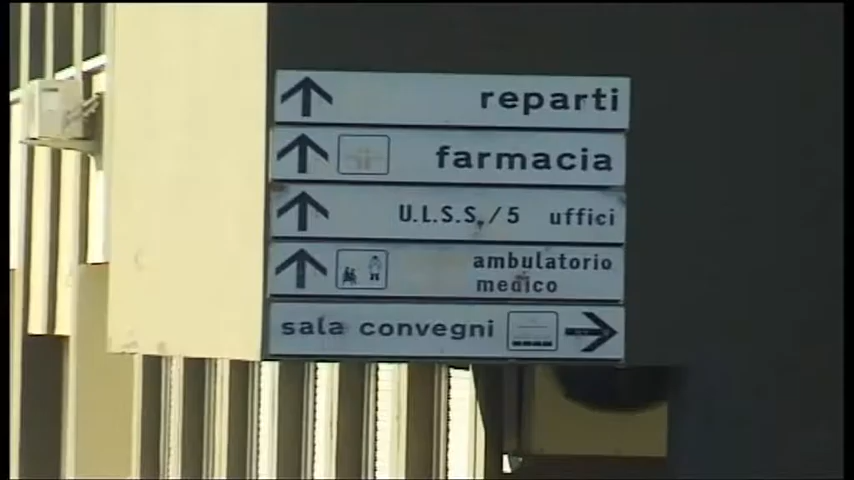 reparti
farmacia
U.L.S.S./5 uffici
ambulatorio
medico
sala convegni